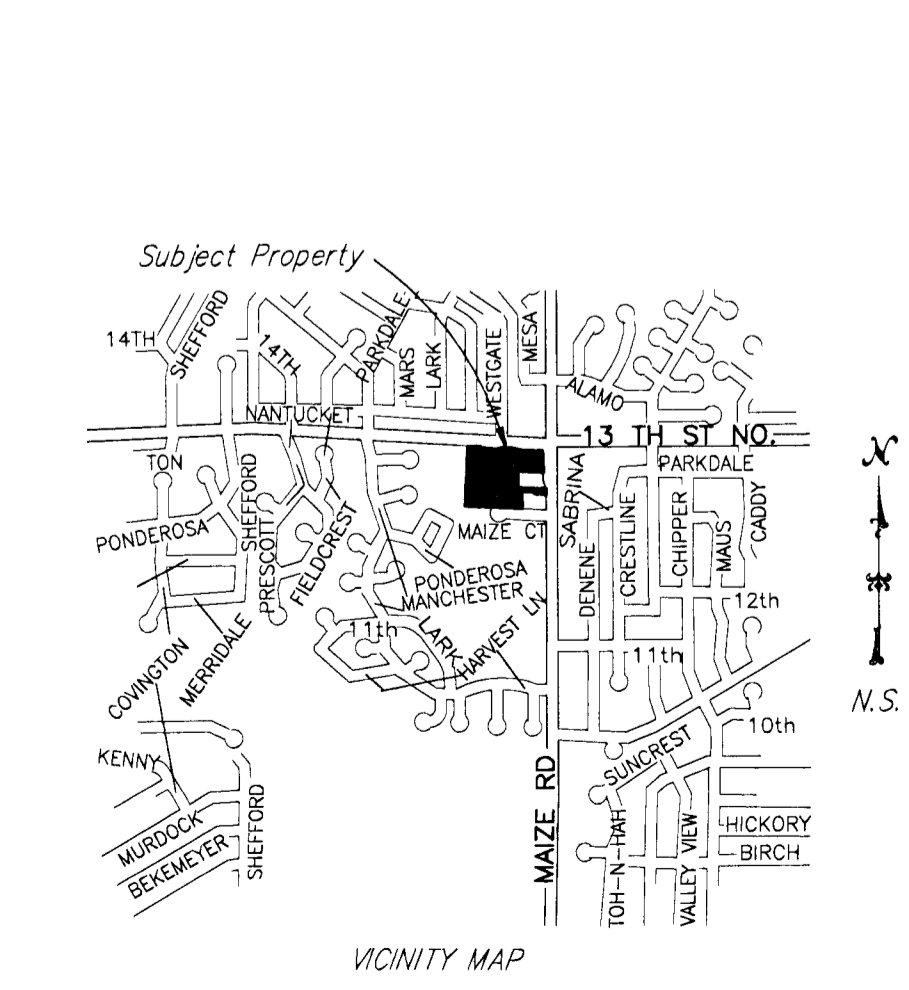 Subject Property
14TH
SHEFFORD
14TH
PARKDALE
MARS
LARK
WESTGATE
MESA
ALAMO
NANTUCKET
13 TH ST NO.
TON
SHEFFORD
PARKDALE
SABRINA
N
PONDEROSA
PRESCOTT
FIELDCREST
MAIZE CT
DENENE
CRESTLINE
CHIPPER
MAUS
CADDY
PONDEROSA
MANCHESTER
12th
11th
LARK
HARVEST LN
11th
COVINGTON
MERRIDALE
N.S.
10th
KENNY
SUNCREST
MAIZE RD
SHEFFORD
MURDOCK
BEKEMEYER
TOH-N-HAH
VALLEY VIEW
HICKORY
BIRCH
VICINITY MAP